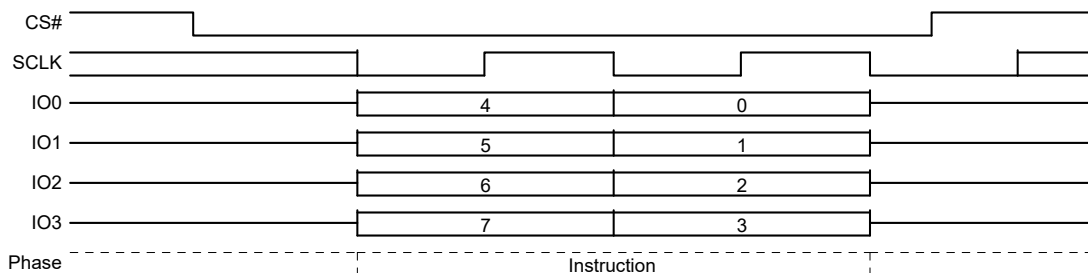 CS#
SCLK
IO0 4 0
IO1 5 1
IO2 6 2
IO3 7 3
Phase Instruction